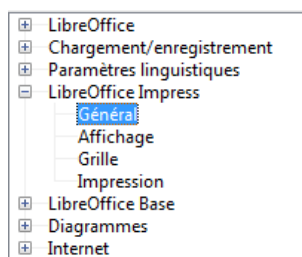 LibreOffice
Chargement/enregistrement
Paramètres linguistiques
LibreOffice Impress
Général
Affichage
Grille
Impression
LibreOffice Base
Diagrammes
Internet